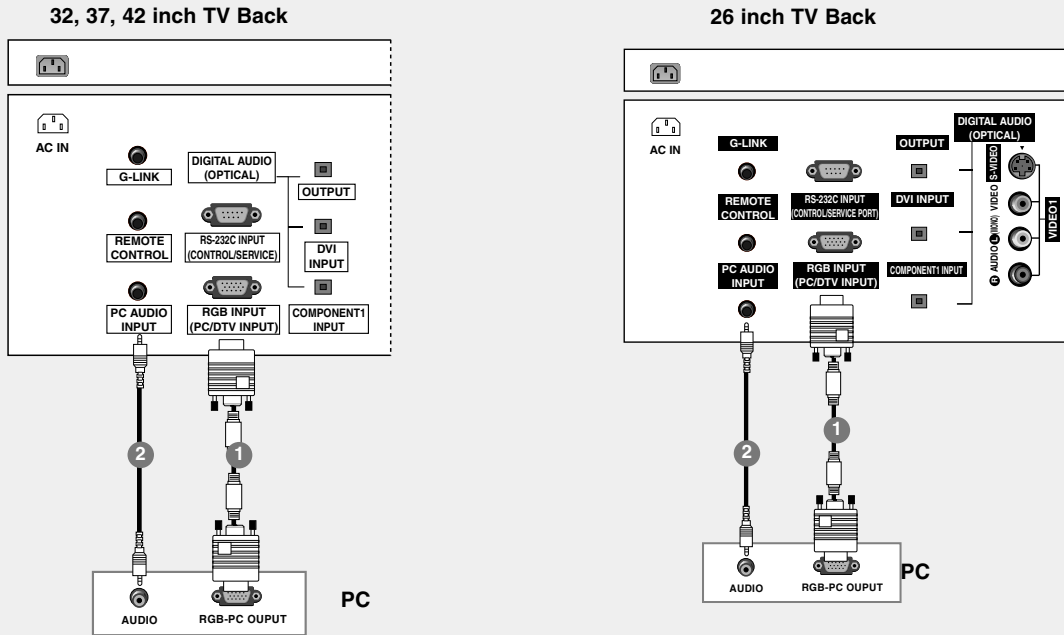 32, 37, 42 inch TV Back
AC IN
G-LINK
DIGITAL AUDIO
(OPTICAL)
OUTPUT
REMOTE
CONTROL
RS-232C INPUT
(CONTROL/SERVICE)
DVI
INPUT
PC AUDIO
INPUT
RGB INPUT
(PC/DTV INPUT)
COMPONENT1
INPUT
2
1
AUDIO
RGB-PC OUPUT
PC
26 inch TV Back
AC IN
G-LINK
OUTPUT
DIGITAL AUDIO
(OPTICAL)
REMOTE
CONTROL
RS-232C INPUT
(CONTROL/SERVICE PORT)
DVI INPUT
PC AUDIO
INPUT
RGB INPUT
(PC/DTV INPUT)
COMPONENT1 INPUT
S-VIDEO
VIDEO
L (MONO)
R AUDIO
VIDEO1
2
1
AUDIO
RGB-PC OUPUT
PC